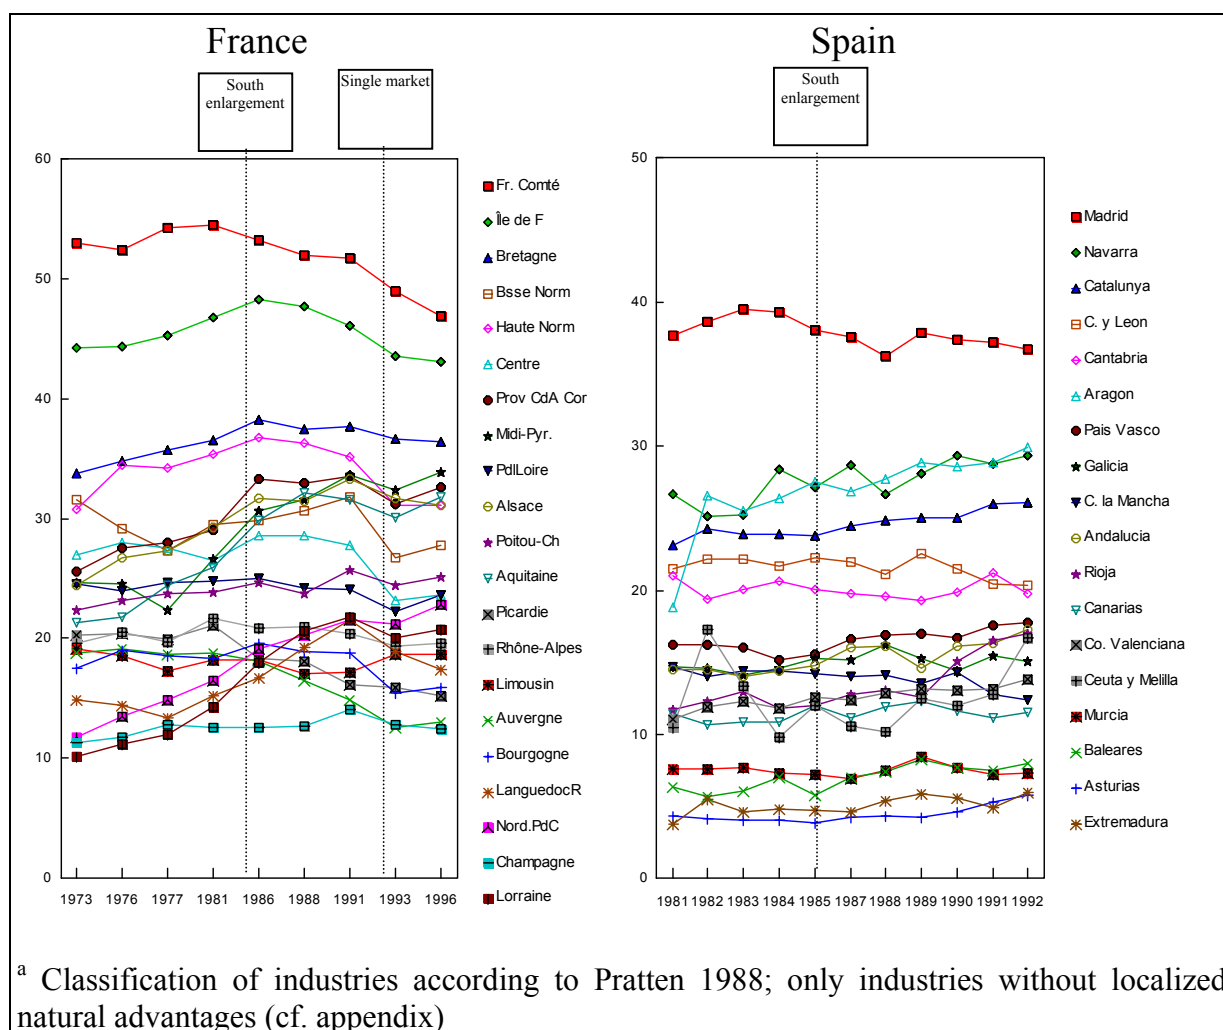 France
Spain
South
enlargement
Single market
South
enlargement
60
50
40
30
20
10
0
1973 1976 1977 1981 1986 1988 1991 1993 1996
Fr. Comté
Île de F
Bretagne
Bsse Norm
Haute Norm
Centre
Prov CdA Cor
Midi-Pyr.
PdlLoire
Alsace
Poitou-Ch
Aquitaine
Picardie
Rhône-Alpes
Limousin
Auvergne
Bourgogne
LanguedocR
Nord.PdC
Champagne
Lorraine
50
40
30
20
10
0
1981 1982 1983 1984 1985 1987 1988 1989 1990 1991 1992
Madrid
Navarra
Catalunya
C. y Leon
Cantabria
Aragon
Pais Vasco
Galicia
C. la Mancha
Andalucia
Rioja
Canarias
Co. Valenciana
Ceuta y Melilla
Murcia
Baleares
Asturias
Extremadura
a Classification of industries according to Pratten 1988; only industries without localized
natural advantages (cf. appendix)